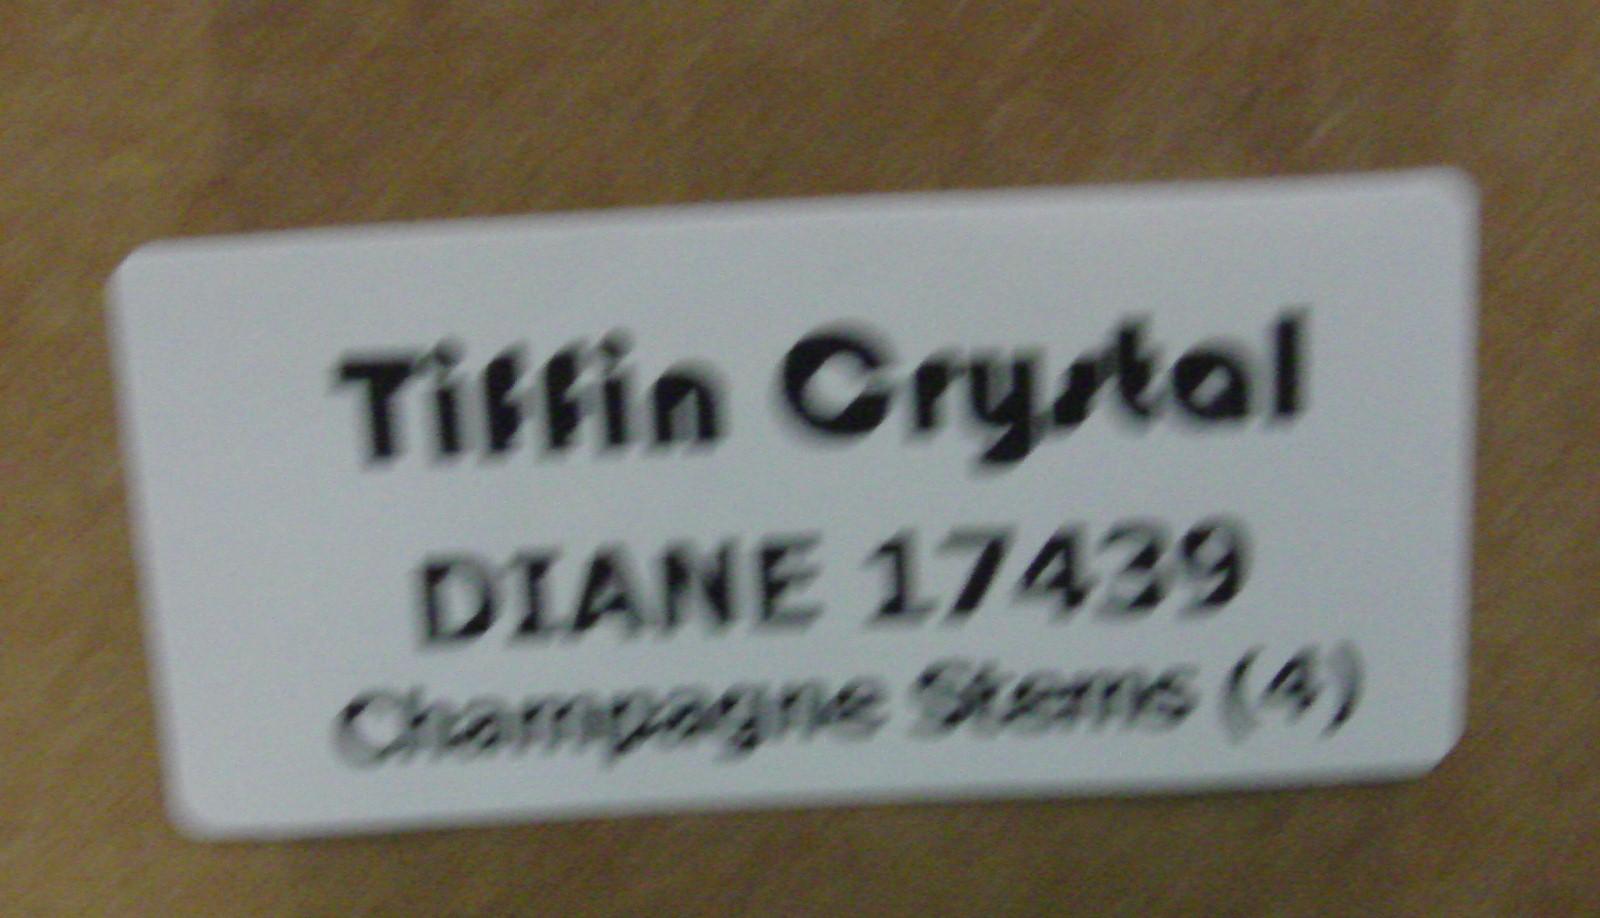 Tiffin Crystal
DIANE 17439
Champagne Stems (4)